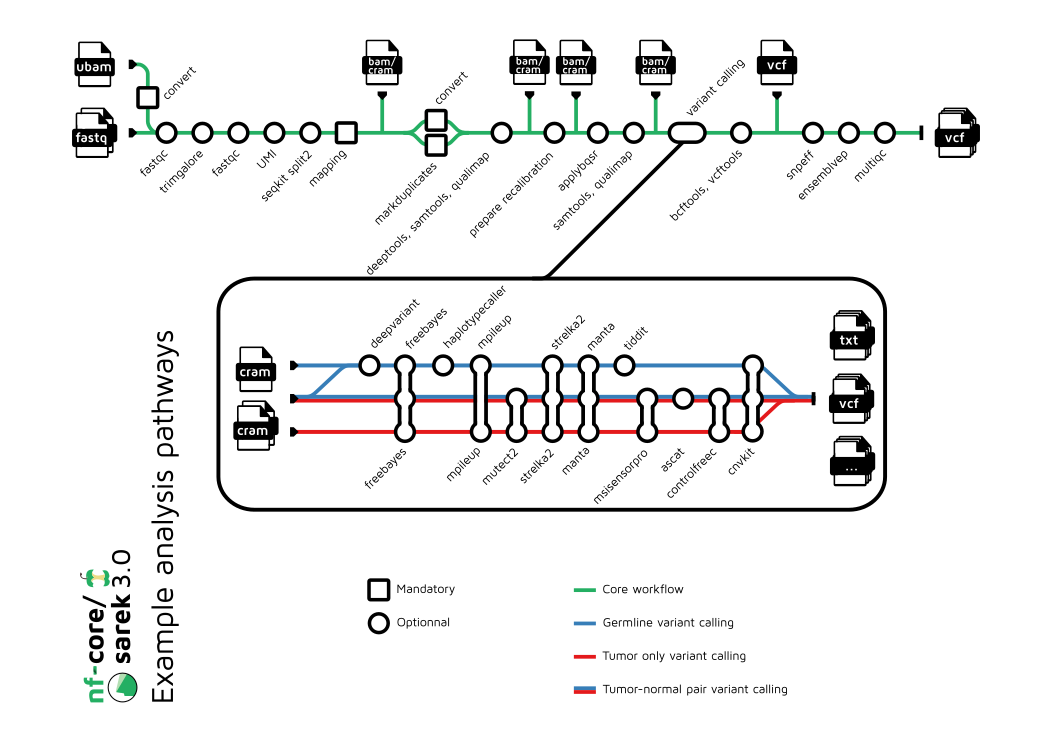 ubam
convert
fastq
fastqc
trimgalore
fastqc
UMI
seqkit split2
mapping
bam/
cram
convert
markduplicates
deeptools, samtools, qualimap
bam/
cram
prepare recalibration
bam/
cram
applybqsr
samtools, qualimap
bam/
cram
variant calling
bcftools, vcftools
vcf
snpeff
ensemblvep
multiqc
vcf
cram
cram
deepvariant
freebayes
haplotypecaller
mpileup
strelka2
manta
tiddit
freebayes
mpileup
mutect2
strelka2
manta
msisensorpro
ascat
controlfreec
cnvkit
txt
vcf
...
nf-core/
sarek 3.0
Example analysis pathways
Mandatory
Optionnal
Core workflow
Germline variant calling
Tumor only variant calling
Tumor-normal pair variant calling